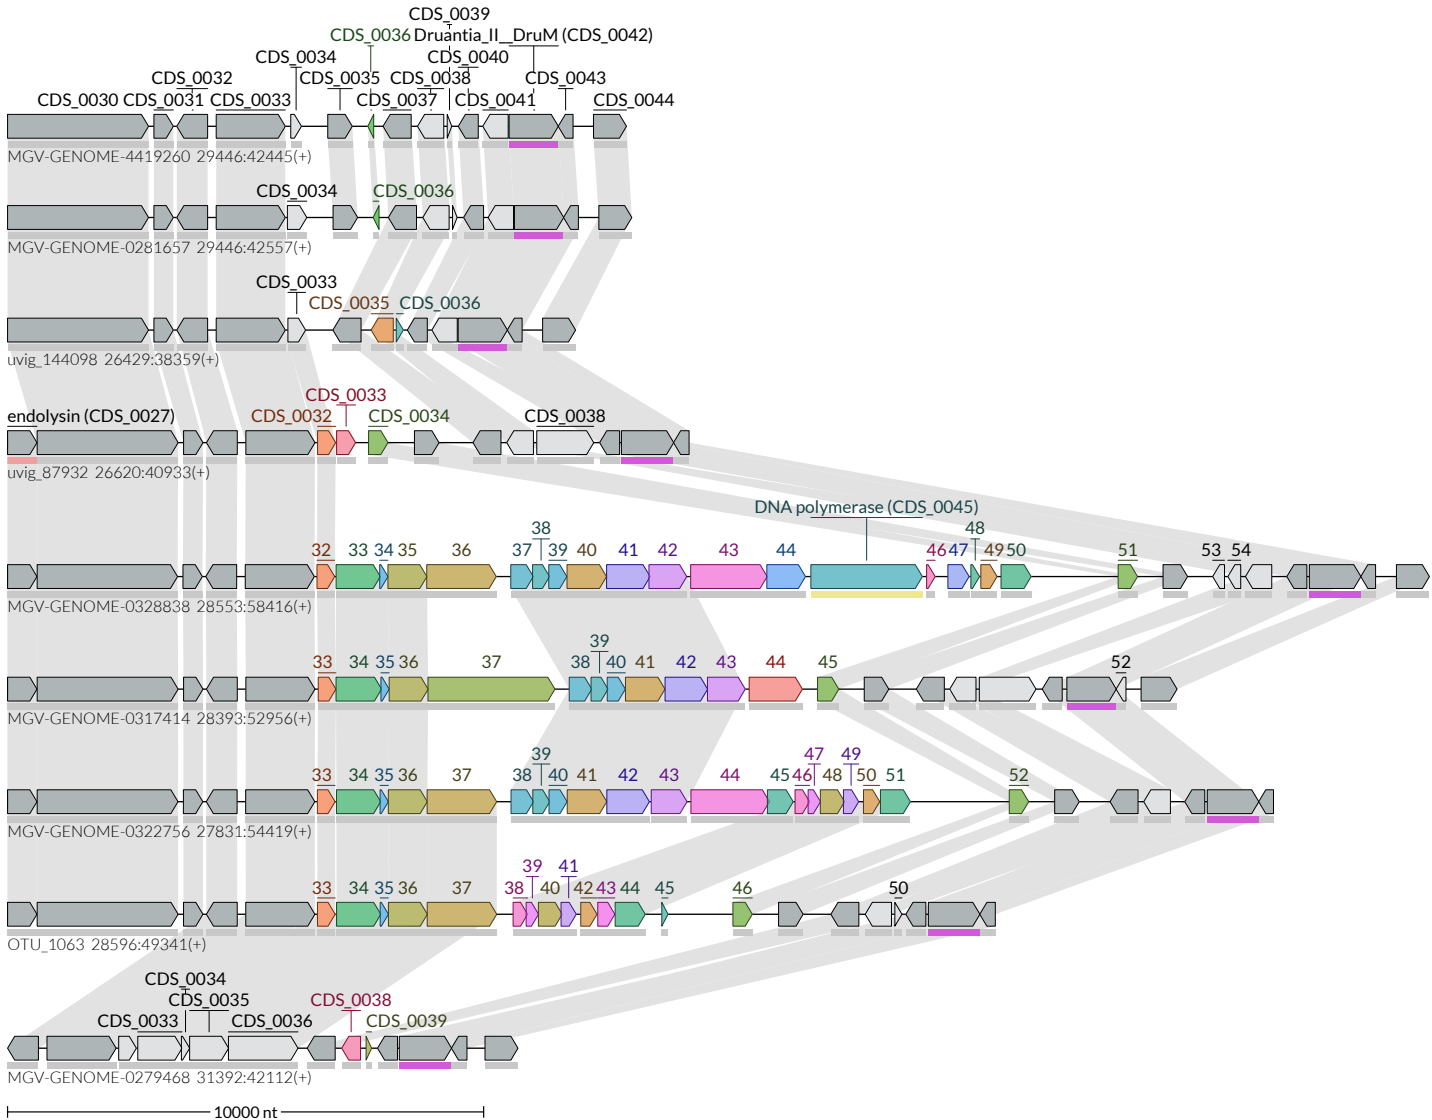 CDS_0039
CDS_0036 Druantia_II__DruM (CDS_0042)
CDS_0034 CDS_0040
CDS_0032 CDS_0035 CDS_0038 CDS_0043
CDS_0030 CDS_0031 CDS_0033 CDS_0037 CDS_0041 CDS_0044
MGV-GENOME-4419260 29446:42445(+)
CDS_0034 CDS_0036
MGV-GENOME-0281657 29446:42557(+)
CDS_0033
CDS_0035 CDS_0036
uvig_144098 26429:38359(+)
CDS_0033
endolysin (CDS_0027) CDS_0032 CDS_0034 CDS_0038
uvig_87932 26620:40933(+)
DNA polymerase (CDS_0045)
38 48
32 33 34 35 36 37 39 40 41 42 43 44 46 47 49 50 51 53 54
MGV-GENOME-0328838 28553:58416(+)
39
33 34 35 36 37 38 40 41 42 43 44 45 52
MGV-GENOME-0317414 28393:52956(+)
39 47 49
33 34 35 36 37 38 40 41 42 43 44 45 46 48 50 51 52
MGV-GENOME-0322756 27831:54419(+)
39 41
33 34 35 36 37 38 40 42 43 44 45 46 50
OTU_1063 28596:49341(+)
CDS_0034
CDS_0035 CDS_0038
CDS_0033 CDS_0036 CDS_0039
MGV-GENOME-0279468 31392:42112(+)
10000 nt